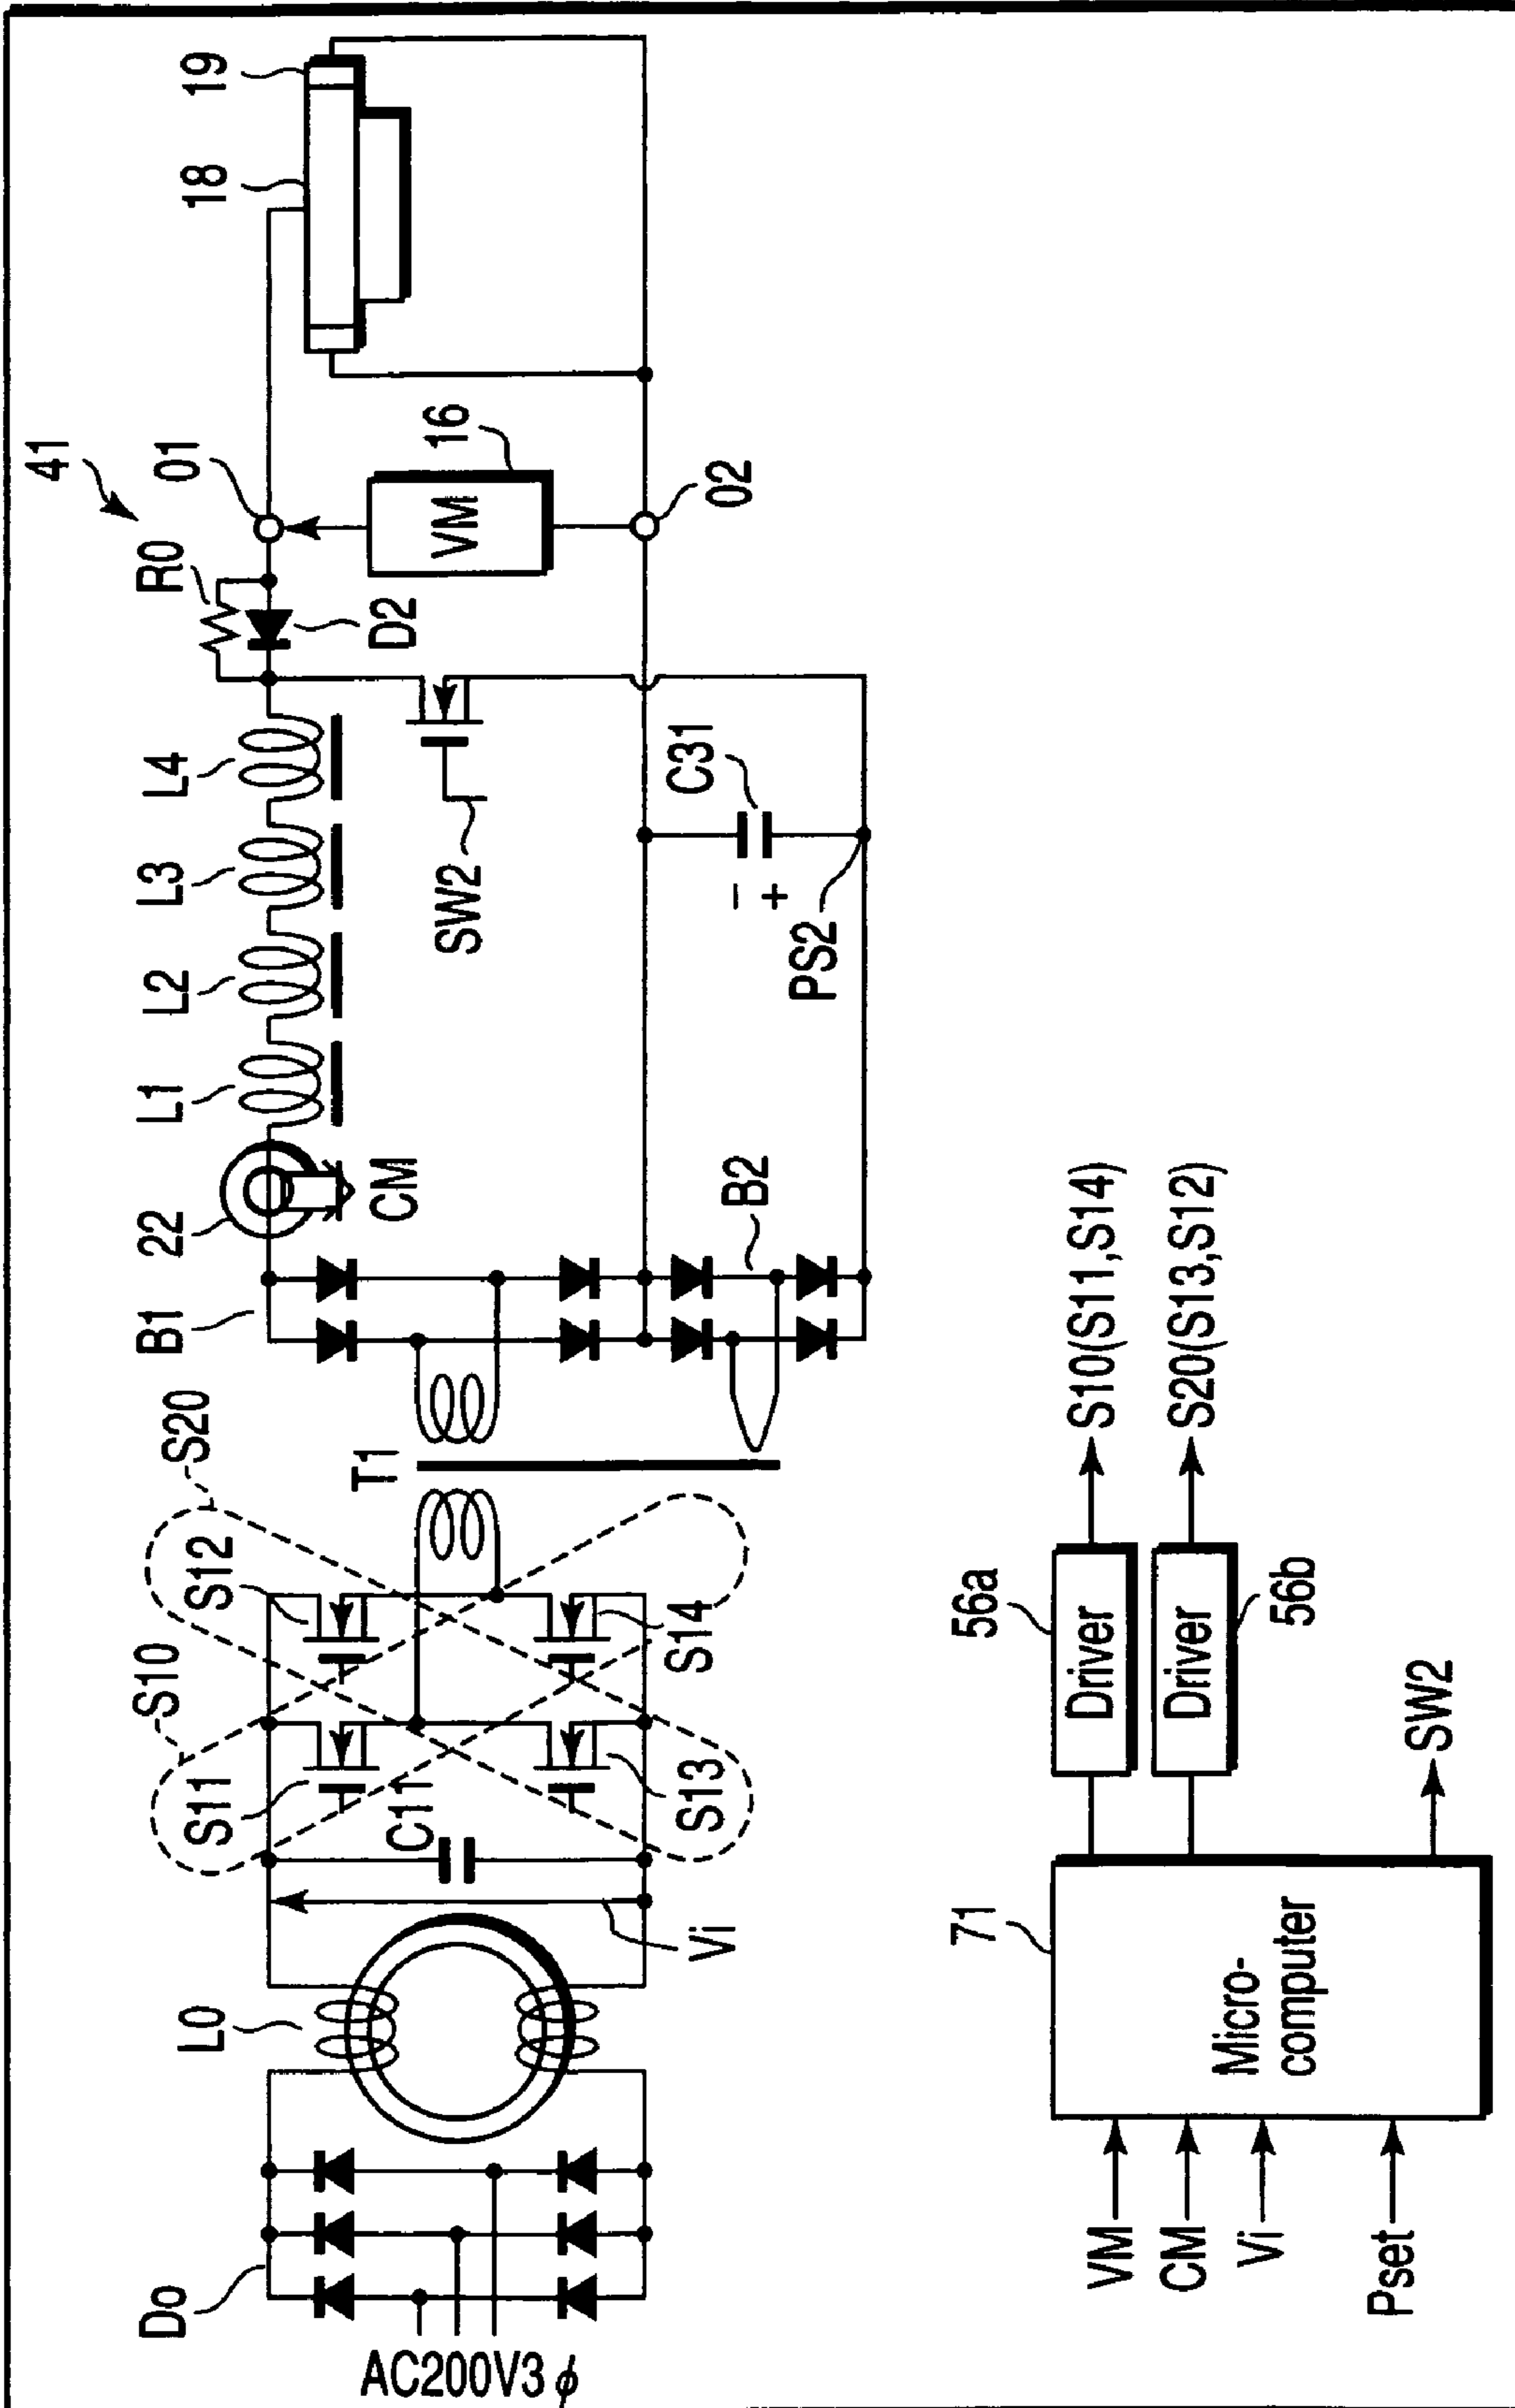 41
19
18
R0
01
16
VM
02
D2
L1
L2
L3
L4
SW2
C31
- +
PS2
22
CM
B1
B2
T1
S20
S12
S10
S11
S14
S13
C11
Vi
L0
Do
AC200V3ϕ
71
Micro-
computer
VM
CM
Vi
Pset
56a
Driver
S10(S11,S14)
Driver
56b
S20(S13,S12)
SW2